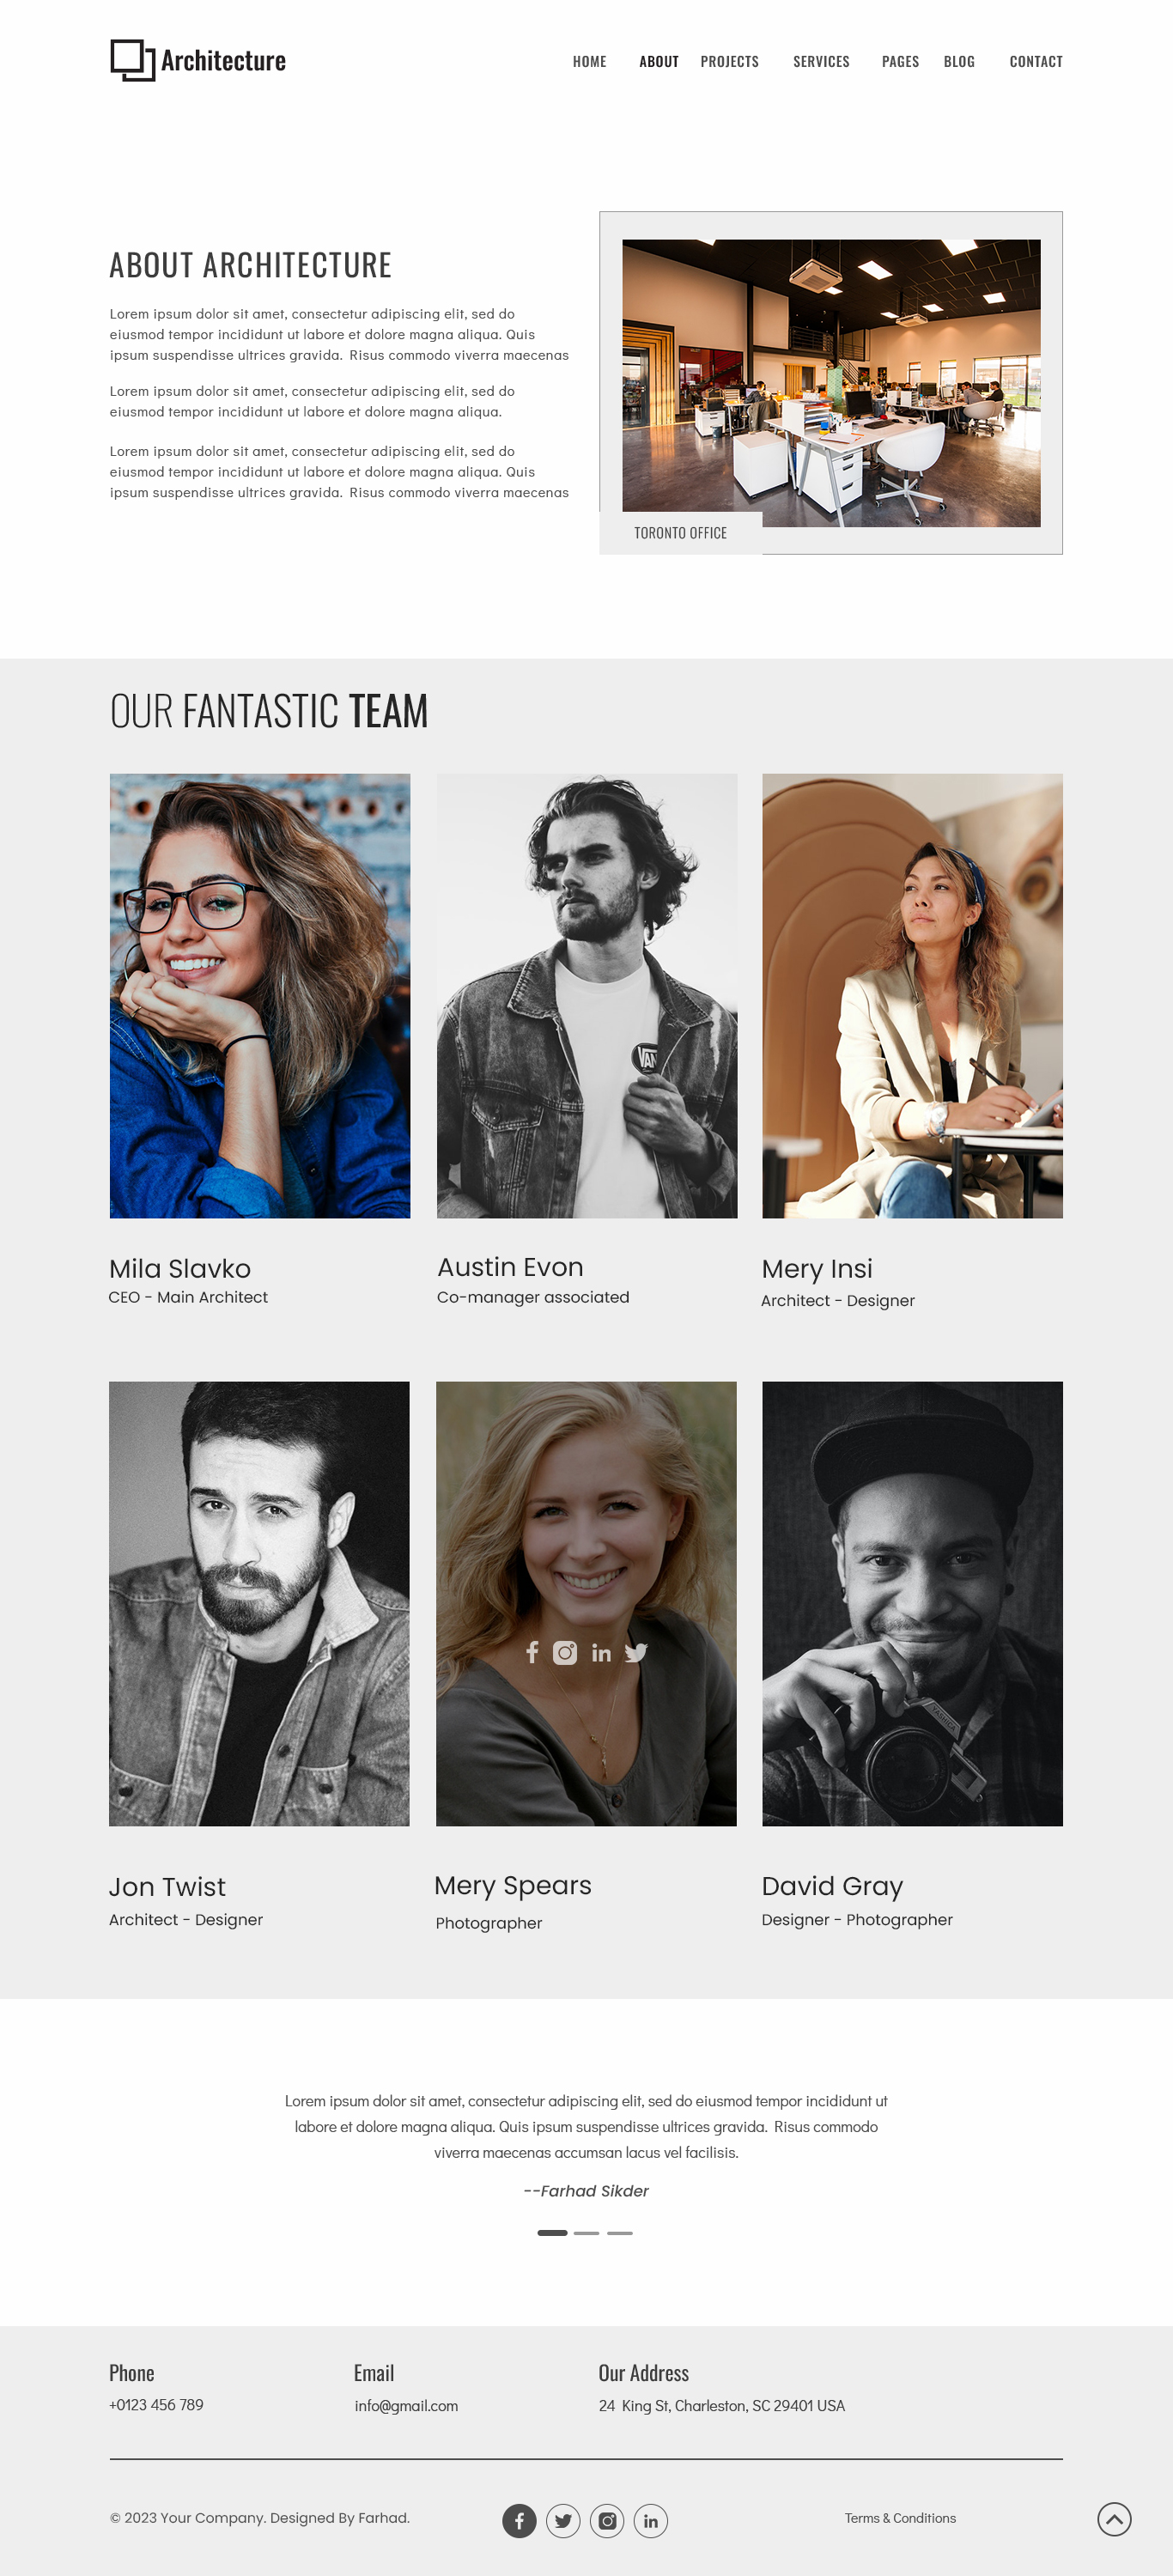 Architecture
HOME ABOUT PROJECTS SERVICES PAGES BLOG CONTACT
ABOUT ARCHITECTURE
Lorem ipsum dolor sit amet, consectetur adipiscing elit, sed do
eiusmod tempor incididunt ut labore et dolore magna aliqua. Quis
ipsum suspendisse ultrices gravida. Risus commodo viverra maecenas
Lorem ipsum dolor sit amet, consectetur adipiscing elit, sed do
eiusmod tempor incididunt ut labore et dolore magna aliqua.
Lorem ipsum dolor sit amet, consectetur adipiscing elit, sed do
eiusmod tempor incididunt ut labore et dolore magna aliqua. Quis
ipsum suspendisse ultrices gravida. Risus commodo viverra maecenas
TORONTO OFFICE
OUR FANTASTIC TEAM
VAN
Mila Slavko
CEO - Main Architect
Austin Evon
Co-manager associated
Mery Insi
Architect - Designer
YASHICA
Jon Twist
Architect - Designer
Mery Spears
Photographer
David Gray
Designer - Photographer
Lorem ipsum dolor sit amet, consectetur adipiscing elit, sed do eiusmod tempor incididunt ut
labore et dolore magna aliqua. Quis ipsum suspendisse ultrices gravida. Risus commodo
viverra maecenas accumsan lacus vel facilisis.
--Farhad Sikder
Phone
+0123 456 789
Email
info@gmail.com
Our Address
24 King St, Charleston, SC 29401 USA
© 2023 Your Company. Designed By Farhad.
Terms & Conditions